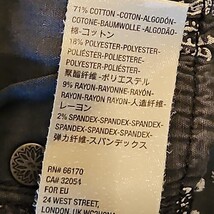 71% COTTON-COTON-ALGODÓN-
COTONE-BAUMWOLLE-ALGODÃO-
棉-コットン
18% POLYESTER-POLYESTER-
POLIÉSTER-POLIESTERE-
POLYESTER-POLIÉSTER-
聚酯纤维-ポリエステル
9% RAYON-RAYONNE-RAYÓN-
RAYON-RAYON-RAYON-人造纤维-
レーヨン
2% SPANDEX-SPANDEX-SPANDEX-
SPANDEX-SPANDEX-SPANDEX-
弹力纤维-スパンデックス
RN# 66170
CA# 32054
FOR EU
24 WEST STREET,
LONDON, UK